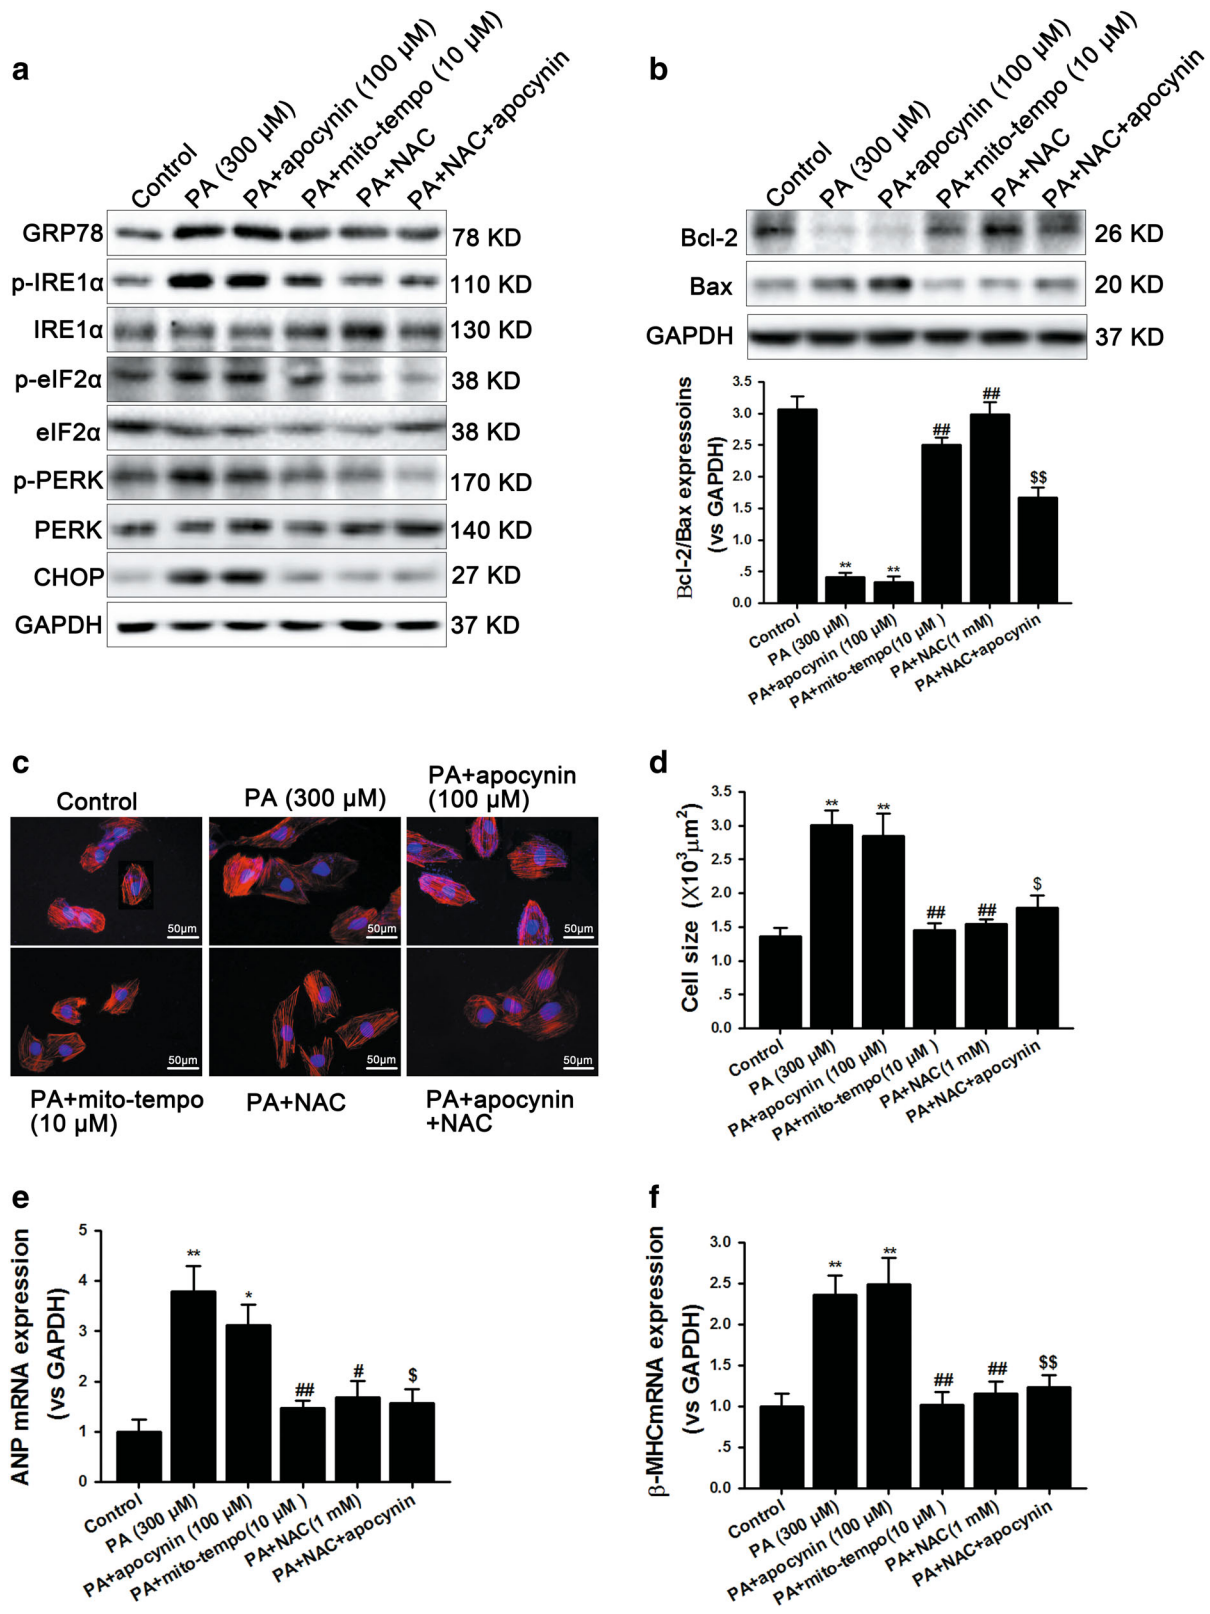 a
Control
PA (300 μM)
PA+apocynin (100 μM)
PA+mito-tempo (10 μM)
PA+NAC
PA+NAC+apocynin
GRP78
78 KD
p-IRE1α
110 KD
IRE1α
130 KD
p-eIF2α
38 KD
eIF2α
38 KD
p-PERK
170 KD
PERK
140 KD
CHOP
27 KD
GAPDH
37 KD
b
Control
PA (300 μM)
PA+apocynin (100 μM)
PA+mito-tempo (10 μM)
PA+NAC
PA+NAC+apocynin
Bcl-2
26 KD
Bax
20 KD
GAPDH
37 KD
Bcl-2/Bax expressoins
(vs GAPDH)
3.5
3.0
2.5
2.0
1.5
1.0
.5
0.0
**
**
##
##
$$
Control
PA (300 μM)
PA+apocynin (100 μM)
PA+mito-tempo(10 μM )
PA+NAC(1 mM)
PA+NAC+apocynin
c
Control
PA (300 μM)
PA+apocynin
(100 μM)
50μm
50μm
50μm
50μm
50μm
50μm
PA+mito-tempo
(10 μM)
PA+NAC
PA+apocynin
+NAC
d
Cell size (X10³μm²)
3.5
3.0
2.5
2.0
1.5
1.0
.5
0.0
**
**
##
##
$
Control
PA (300 μM)
PA+apocynin (100 μM)
PA+mito-tempo(10 μM )
PA+NAC(1 mM)
PA+NAC+apocynin
e
ANP mRNA expression
(vs GAPDH)
5
4
3
2
1
0
**
*
##
#
$
Control
PA (300 μM)
PA+apocynin (100 μM)
PA+mito-tempo(10 μM )
PA+NAC(1 mM)
PA+NAC+apocynin
f
β-MHCmRNA expression
(vs GAPDH)
3.0
2.5
2.0
1.5
1.0
.5
0.0
**
**
##
##
$$
Control
PA (300 μM)
PA+apocynin (100 μM)
PA+mito-tempo(10 μM )
PA+NAC(1 mM)
PA+NAC+apocynin